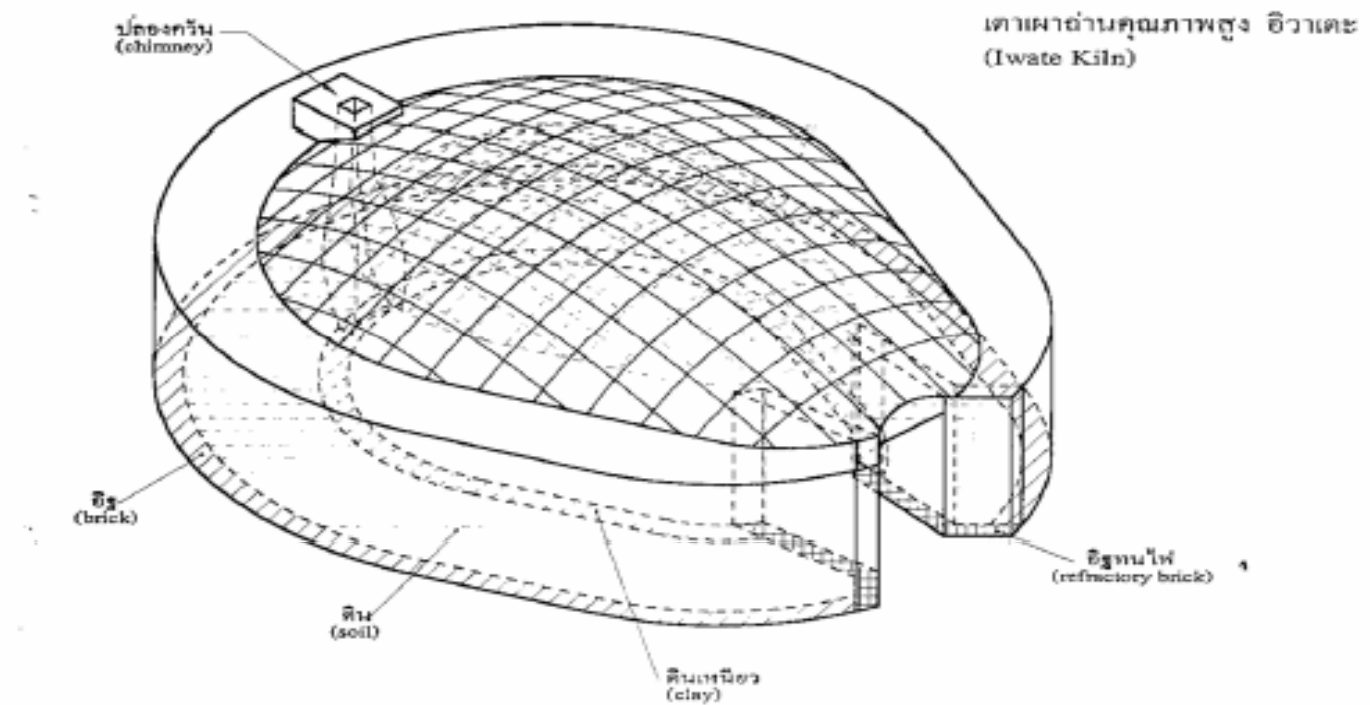 ปล่องควัน
(chimney)
เตาเผาถ่านคุณภาพสูง อิวาเตะ
(Iwate Kiln)
อิฐ
(brick)
อิฐทนไฟ
(refractory brick)
ดิน
(soil)
ดินเหนียว
(clay)